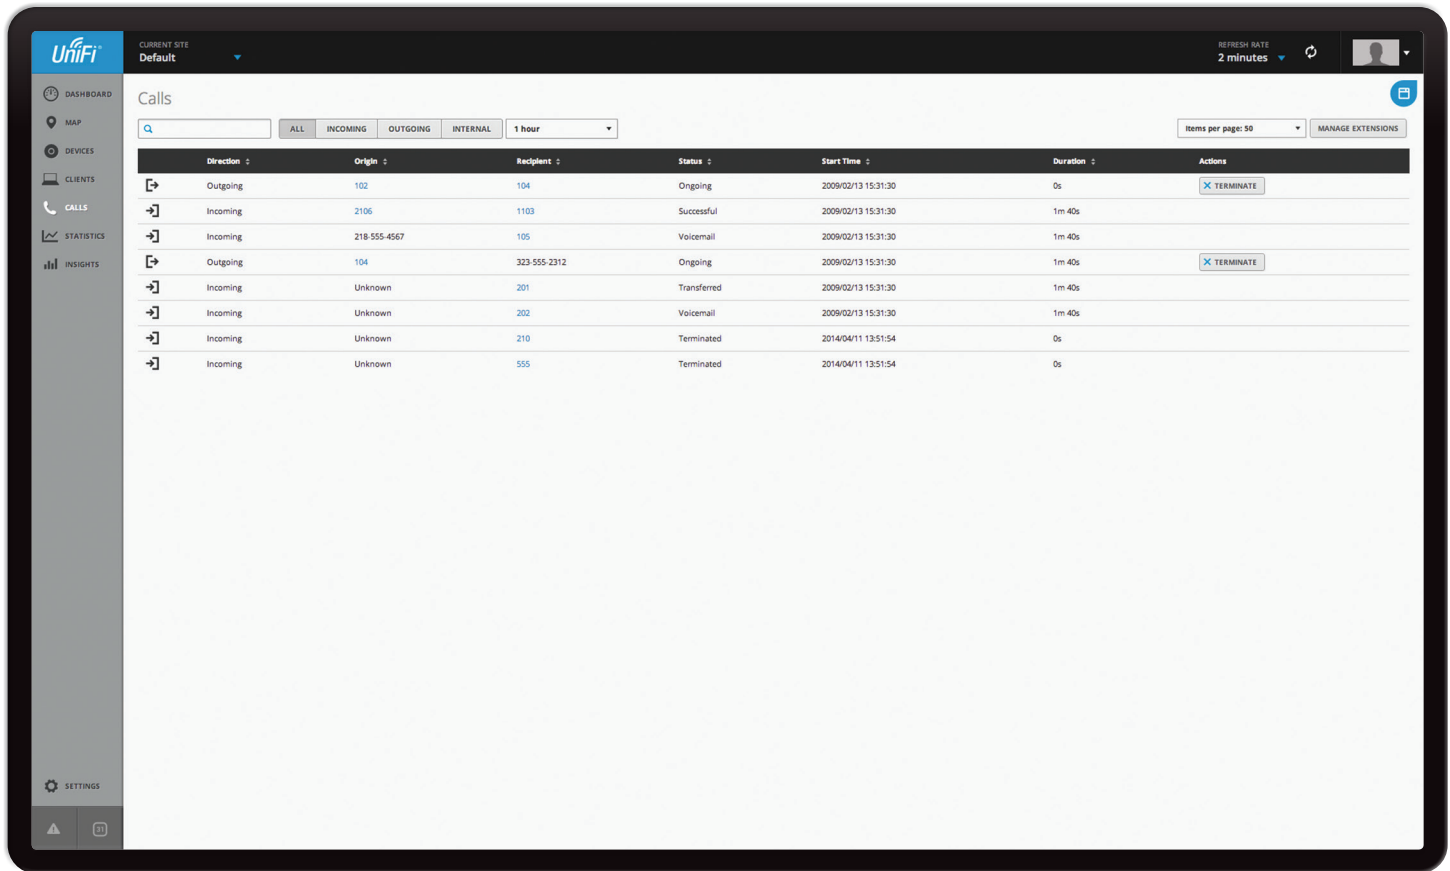 UniFi
CURRENT SITE
Default
REFRESH RATE
2 minutes
DASHBOARD
MAP
DEVICES
CLIENTS
CALLS
STATISTICS
INSIGHTS
SETTINGS
31
Calls
ALL INCOMING OUTGOING INTERNAL 1 hour Items per page: 50 MANAGE EXTENSIONS
Direction Origin Recipient Status Start Time Duration Actions
Outgoing 102 104 Ongoing 2009/02/13 15:31:30 0s TERMINATE
Incoming 2106 1103 Successful 2009/02/13 15:31:30 1m 40s
Incoming 218-555-4567 105 Voicemail 2009/02/13 15:31:30 1m 40s
Outgoing 104 323-555-2312 Ongoing 2009/02/13 15:31:30 1m 40s TERMINATE
Incoming Unknown 201 Transferred 2009/02/13 15:31:30 1m 40s
Incoming Unknown 202 Voicemail 2009/02/13 15:31:30 1m 40s
Incoming Unknown 210 Terminated 2014/04/11 13:51:54 0s
Incoming Unknown 555 Terminated 2014/04/11 13:51:54 0s